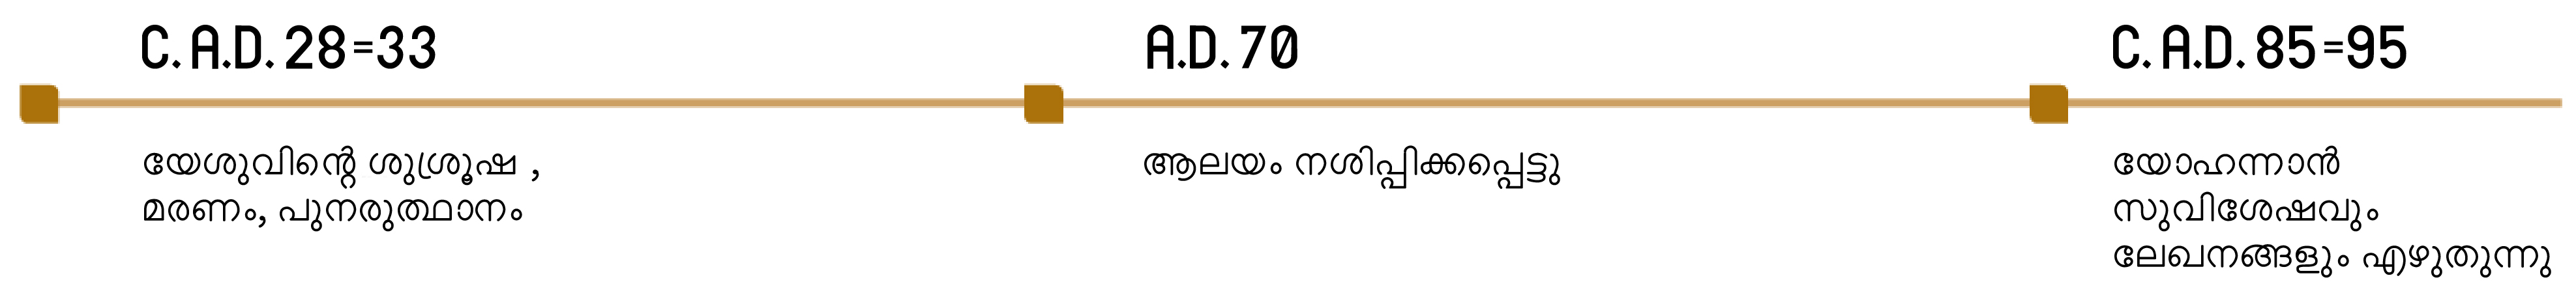 C. A.D. 28=33
യേശുവിന്റെ ശുശ്രൂഷ ,
മരണം, പുനരുത്ഥാനം
A.D. 70
ആലയം നശിപ്പിക്കപ്പെട്ടു
C. A.D. 85=95
യോഹന്നാൻ
സുവിശേഷവും
ലേഖനങ്ങളും എഴുതുന്നു